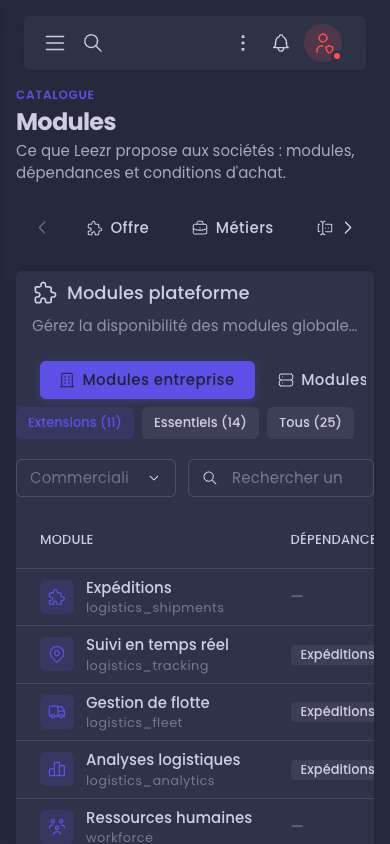 CATALOGUE
Modules
Ce que Leezr propose aux sociétés : modules,
dépendances et conditions d'achat.
Offre Métiers
Modules plateforme
Gérez la disponibilité des modules globale...
Modules entreprise Modules
Extensions (11) Essentiels (14) Tous (25)
Commerciali Rechercher un
MODULE DÉPENDANCE
Expéditions —
logistics_shipments
Suivi en temps réel Expéditions
logistics_tracking
Gestion de flotte Expéditions
logistics_fleet
Analyses logistiques Expéditions
logistics_analytics
Ressources humaines —
workforce